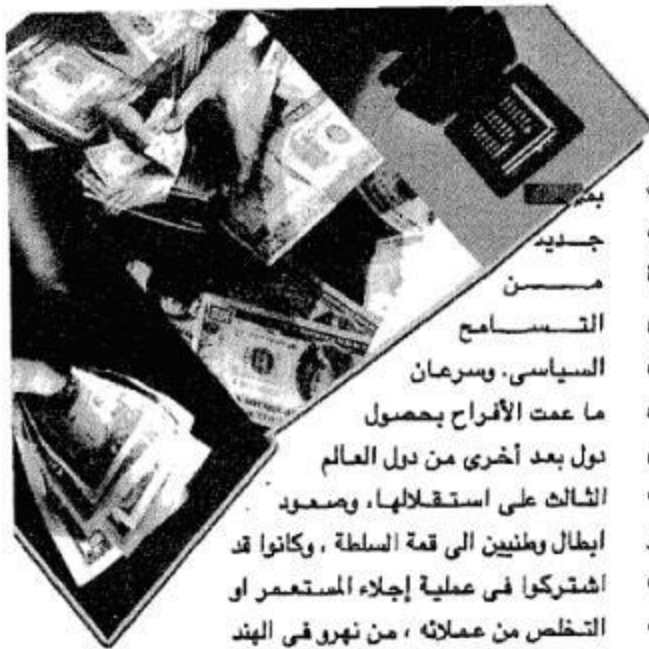 جديد
من
التسامح
السياسى. وسرعان
ما عمت الأفراح بحصول
دول بعد أخرى من دول العالم
الثالث على استقلالها، وصعود
ابطال وطنيين الى قمة السلطة ، وكانوا قد
اشتركوا فى عملية إجلاء المستعمر او
التخلص من عملائه ، من نهرو فى الهند